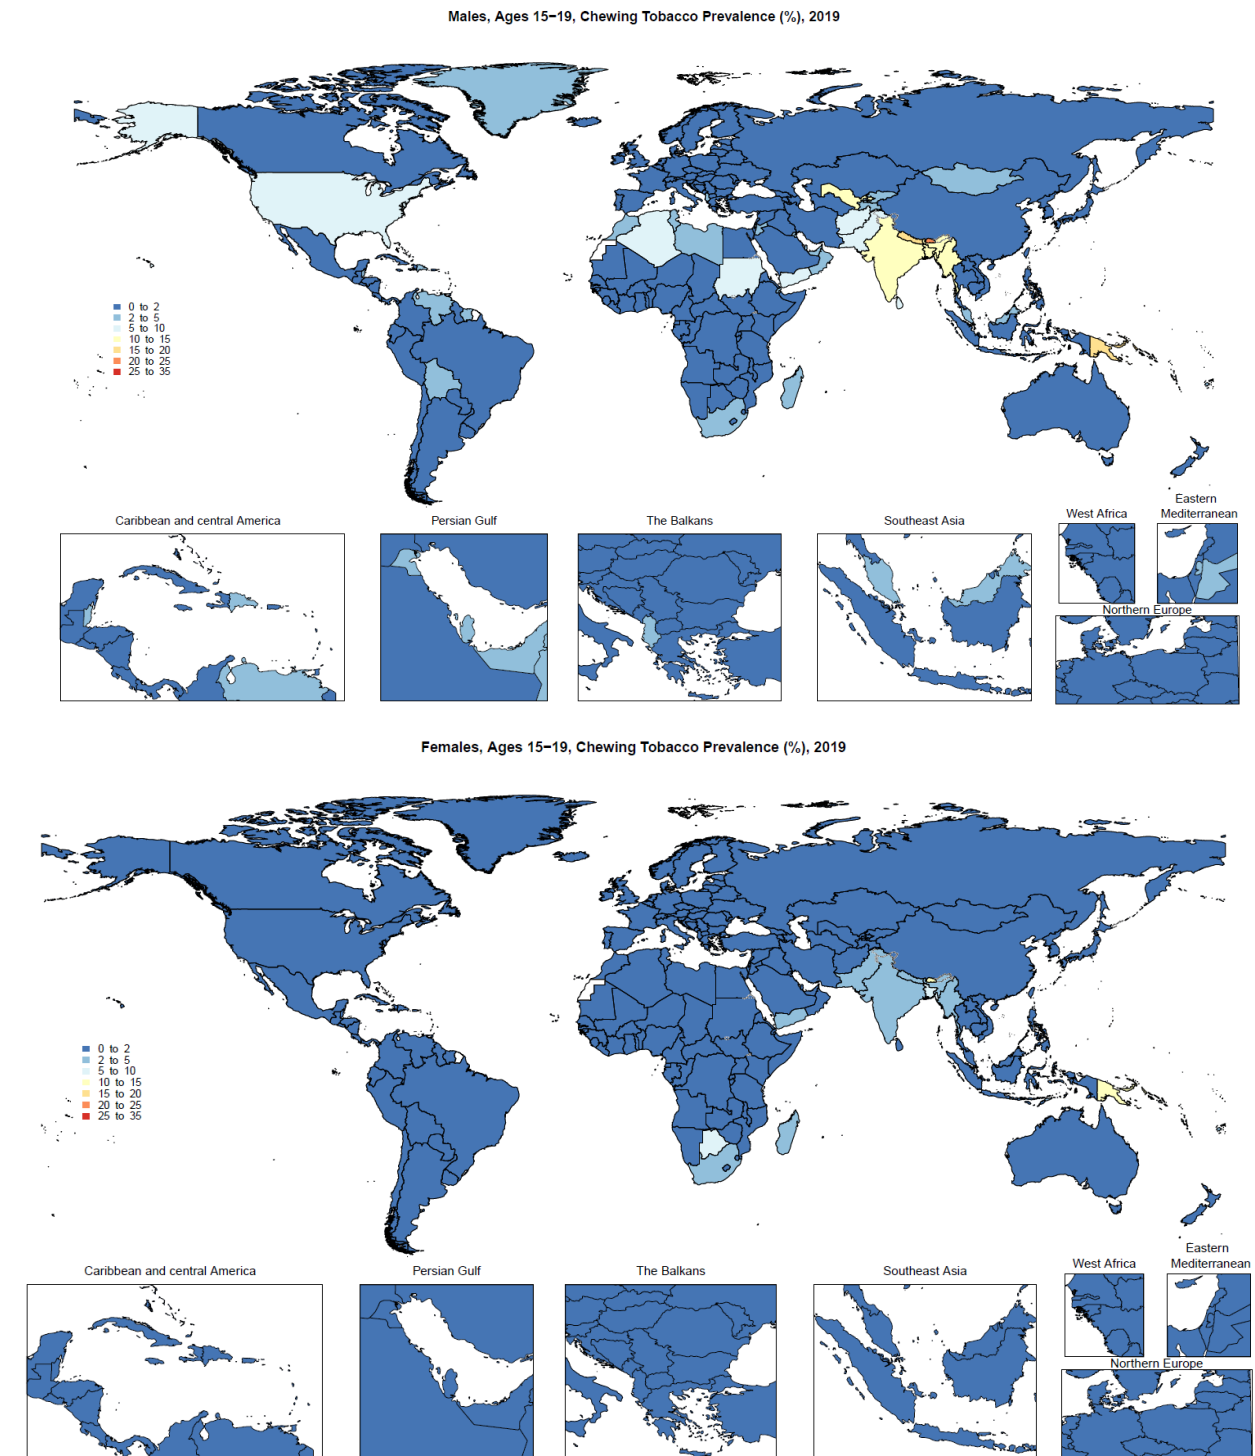 Males, Ages 15−19, Chewing Tobacco Prevalence (%), 2019
0 to 2
2 to 5
5 to 10
10 to 15
15 to 20
20 to 25
25 to 35
Caribbean and central America
Persian Gulf
The Balkans
Southeast Asia
West Africa
Eastern
Mediterranean
Northern Europe
Females, Ages 15−19, Chewing Tobacco Prevalence (%), 2019
0 to 2
2 to 5
5 to 10
10 to 15
15 to 20
20 to 25
25 to 35
Caribbean and central America
Persian Gulf
The Balkans
Southeast Asia
West Africa
Eastern
Mediterranean
Northern Europe